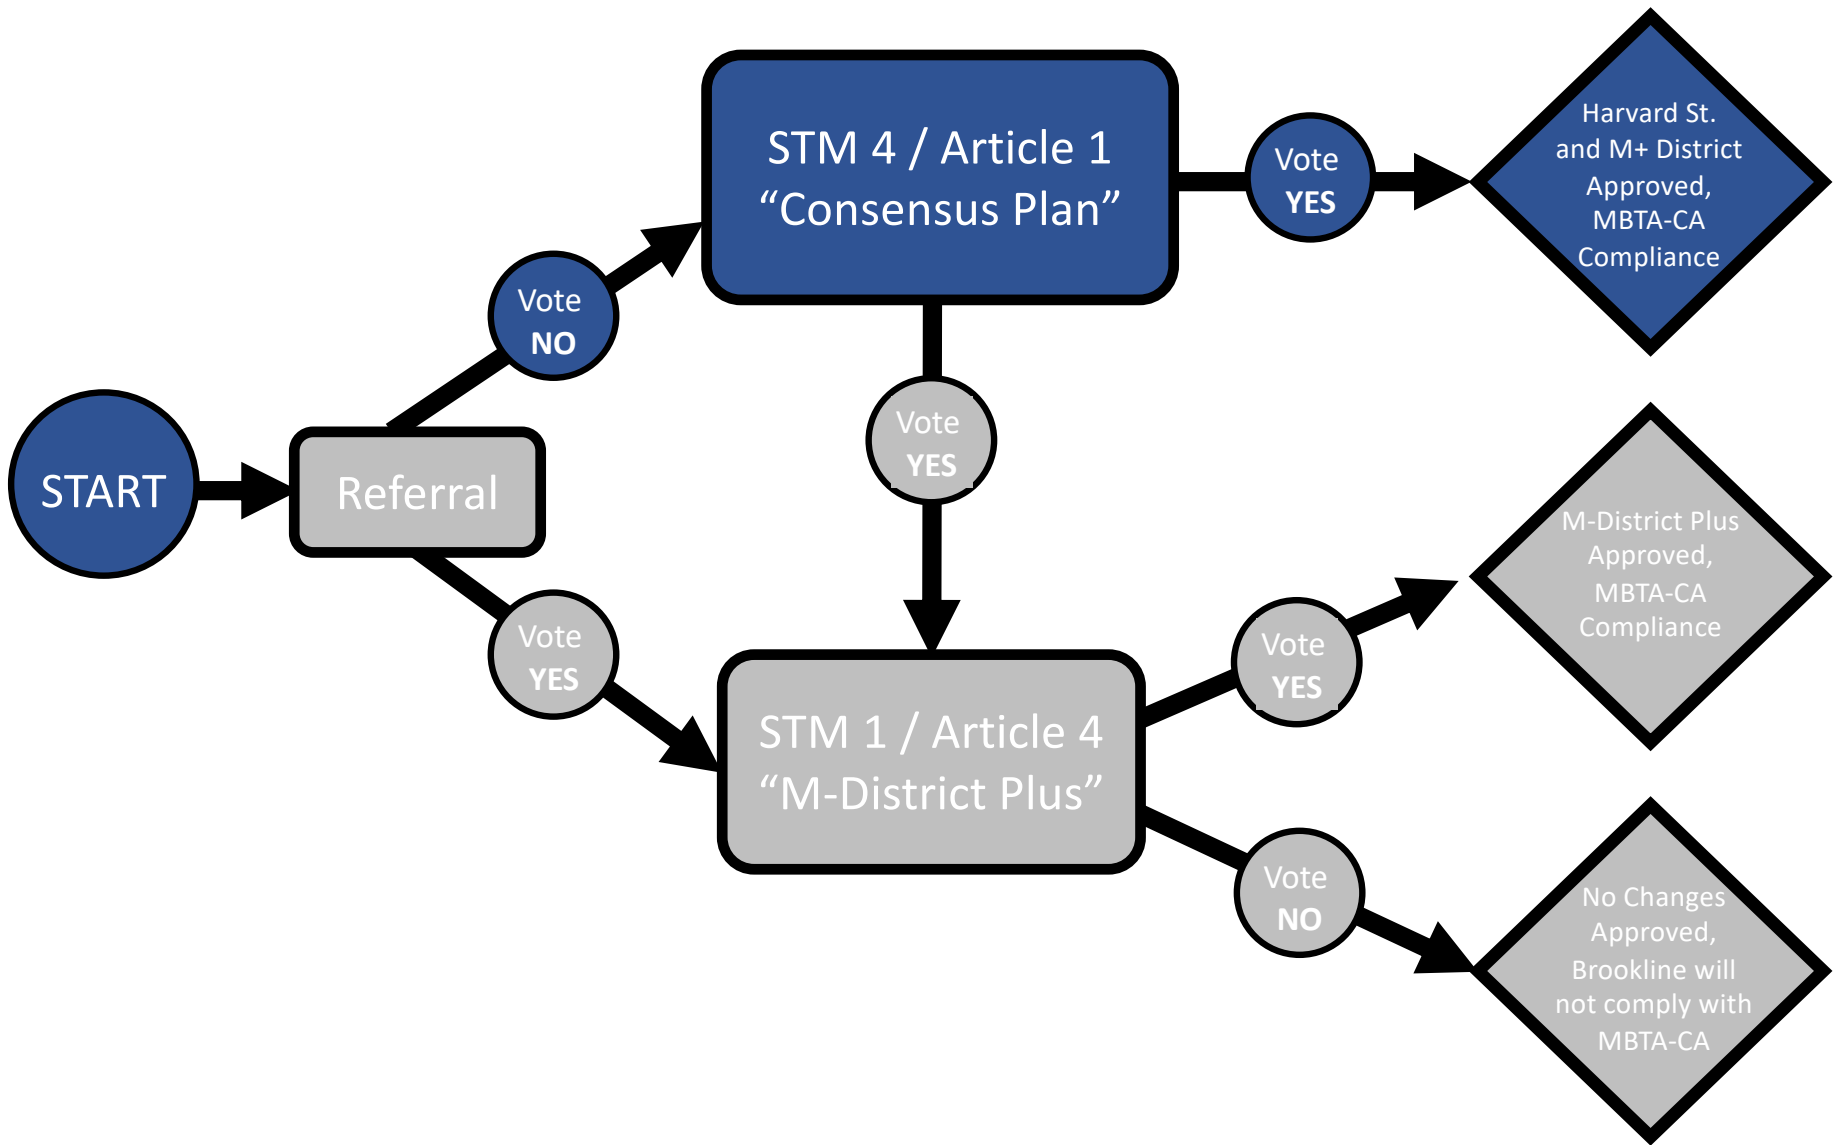 START
Referral
Vote
NO
Vote
YES
STM 4 / Article 1
“Consensus Plan”
Vote
YES
Vote
YES
STM 1 / Article 4
“M-District Plus”
Vote
YES
Vote
NO
Harvard St.
and M+ District
Approved,
MBTA-CA
Compliance
M-District Plus
Approved,
MBTA-CA
Compliance
No Changes
Approved,
Brookline will
not comply with
MBTA-CA